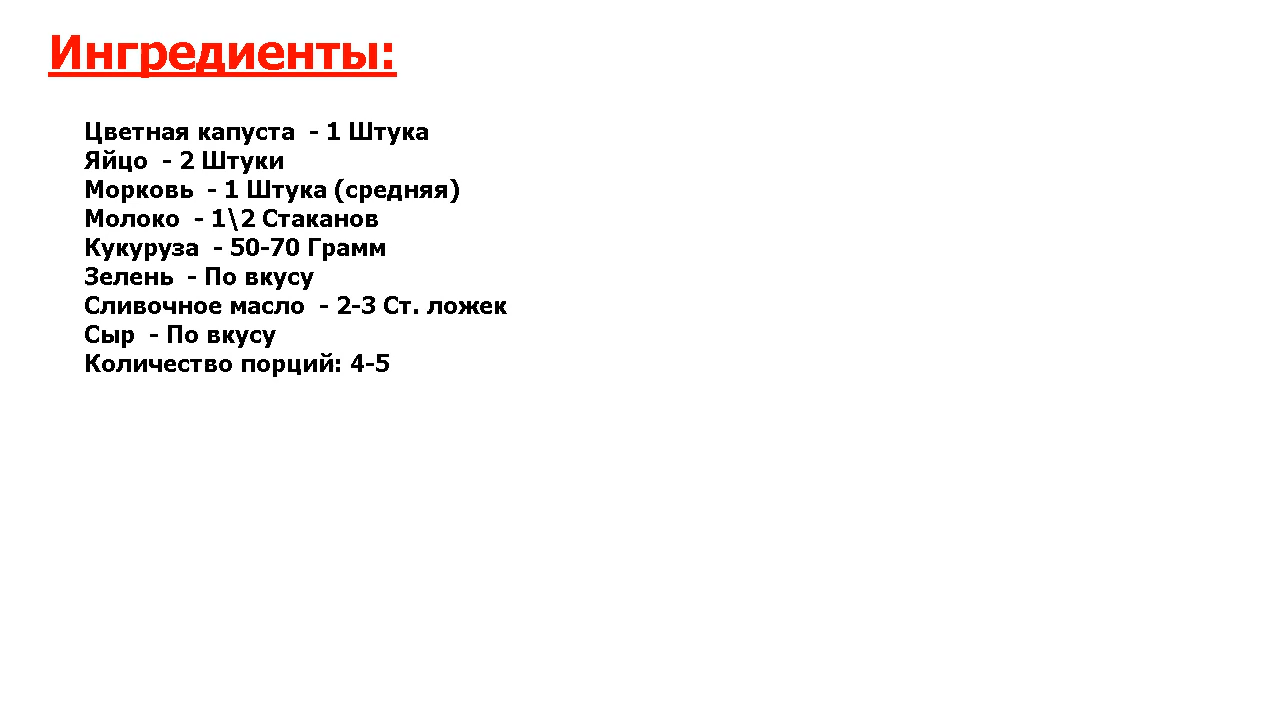 Ингредиенты:
Цветная капуста  - 1 Штука
Яйцо  - 2 Штуки
Морковь  - 1 Штука (средняя)
Молоко  - 1\2 Стаканов
Кукуруза  - 50-70 Грамм
Зелень  - По вкусу
Сливочное масло  - 2-3 Ст. ложек
Сыр  - По вкусу
Количество порций: 4-5